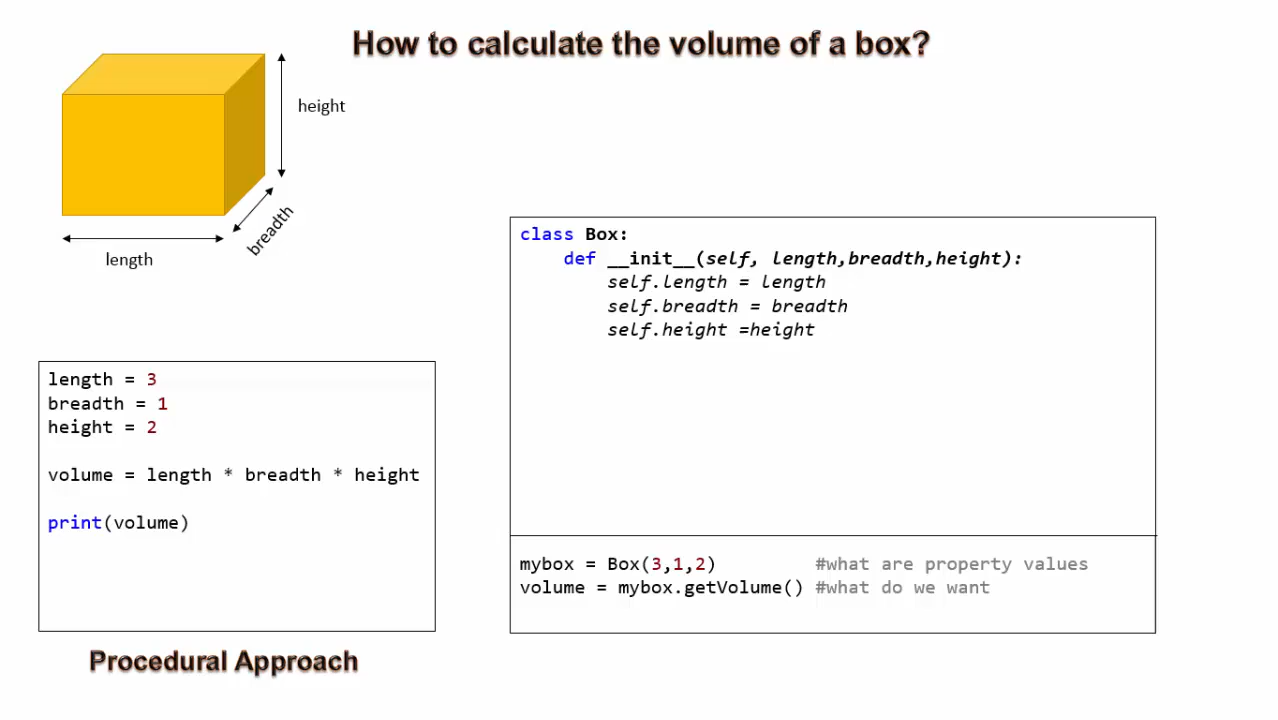 How to calculate the volume of a box?
height
breadth
length
class Box:
    def __init__(self, length,breadth,height):
        self.length = length
        self.breadth = breadth
        self.height =height
length = 3
breadth = 1
height = 2
volume = length * breadth * height
print(volume)
mybox = Box(3,1,2)         #what are property values
volume = mybox.getVolume() #what do we want
Procedural Approach